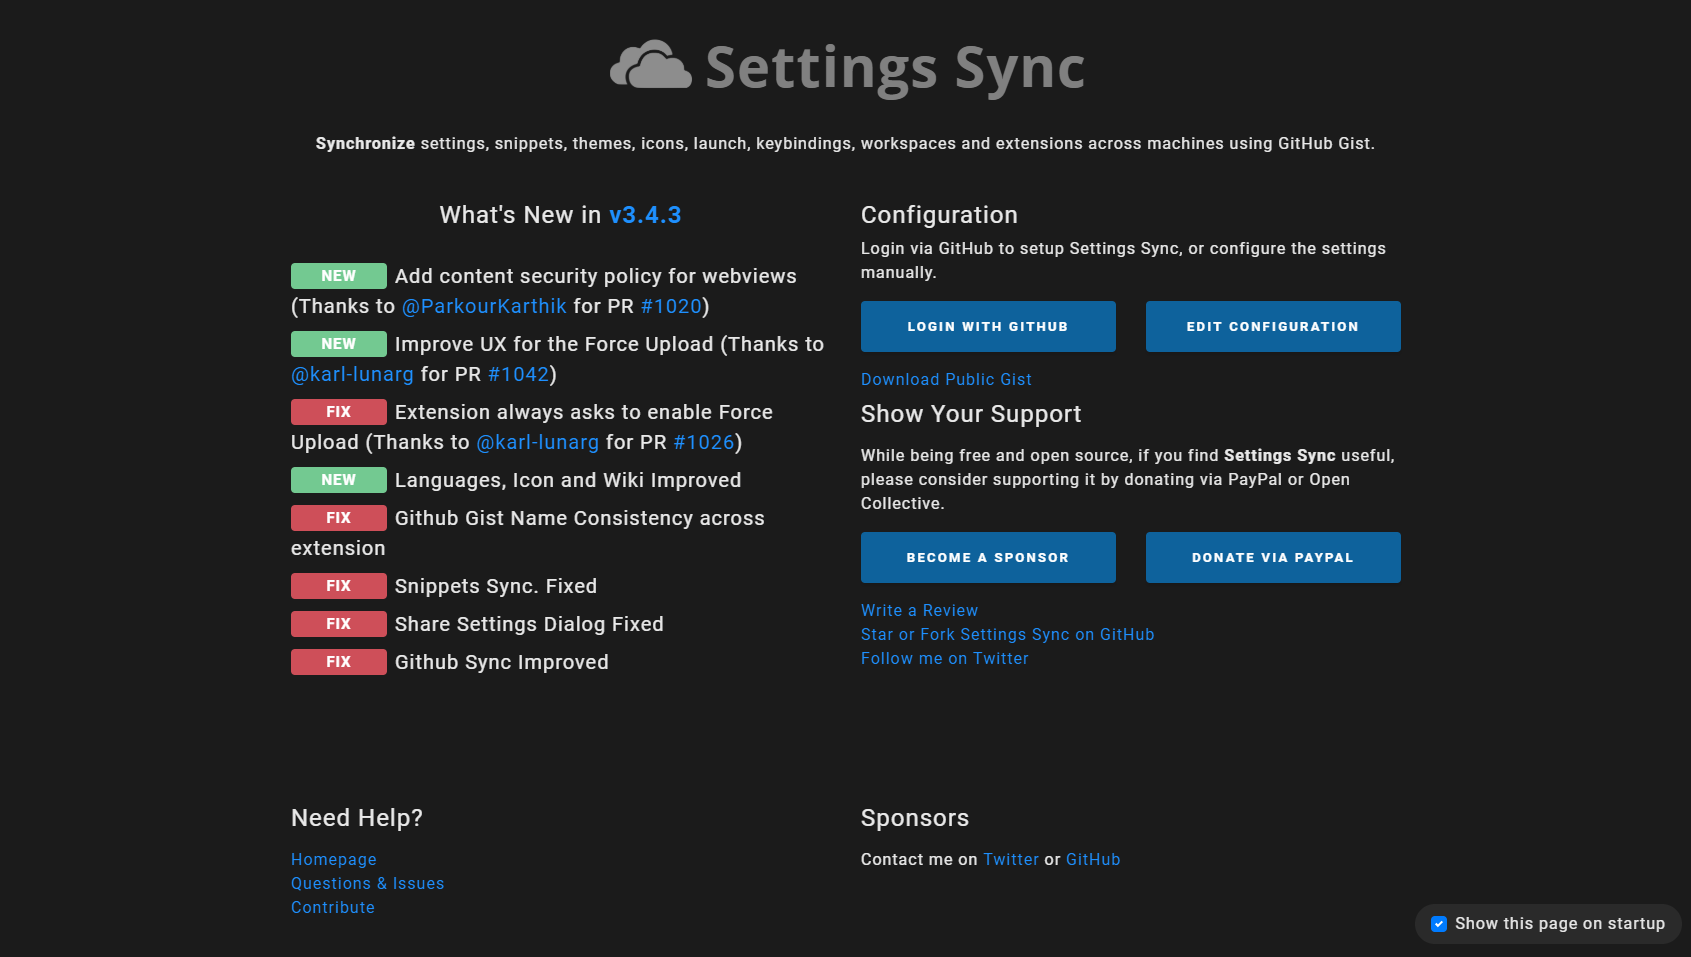 Settings Sync
Synchronize settings, snippets, themes, icons, launch, keybindings, workspaces and extensions across machines using GitHub Gist.
What's New in v3.4.3
NEW Add content security policy for webviews
(Thanks to @ParkourKarthik for PR #1020)
NEW Improve UX for the Force Upload (Thanks to
@karl-lunarg for PR #1042)
FIX Extension always asks to enable Force
Upload (Thanks to @karl-lunarg for PR #1026)
NEW Languages, Icon and Wiki Improved
FIX Github Gist Name Consistency across
extension
FIX Snippets Sync. Fixed
FIX Share Settings Dialog Fixed
FIX Github Sync Improved
Configuration
Login via GitHub to setup Settings Sync, or configure the settings
manually.
LOGIN WITH GITHUB
EDIT CONFIGURATION
Download Public Gist
Show Your Support
While being free and open source, if you find Settings Sync useful,
please consider supporting it by donating via PayPal or Open
Collective.
BECOME A SPONSOR
DONATE VIA PAYPAL
Write a Review
Star or Fork Settings Sync on GitHub
Follow me on Twitter
Need Help?
Homepage
Questions & Issues
Contribute
Sponsors
Contact me on Twitter or GitHub
Show this page on startup